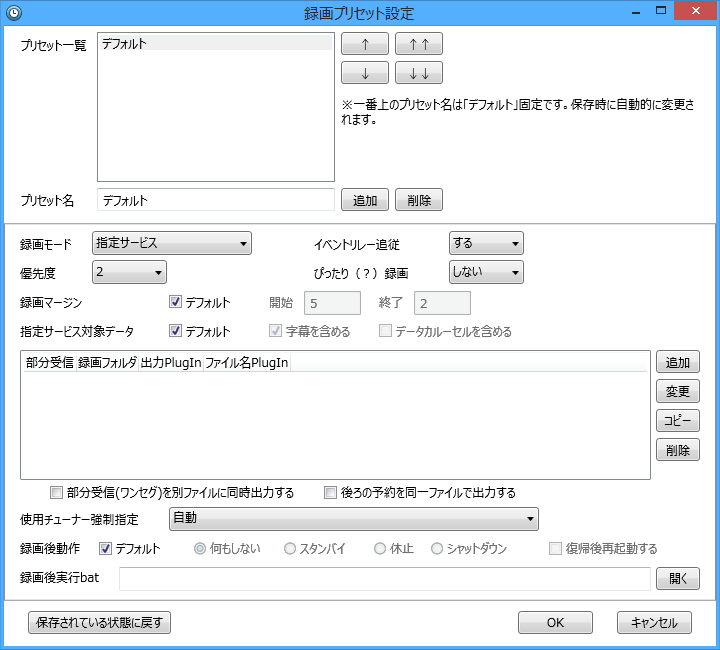 録画プリセット設定
プリセット一覧
デフォルト
↑
↑↑
↓
↓↓
※一番上のプリセット名は「デフォルト」固定です。保存時に自動的に変更さ
れます。
プリセット名
デフォルト
追加
削除
録画モード
指定サービス
イベントリレー追従
する
優先度
2
ぴったり（？）録画
しない
録画マージン
デフォルト
開始
5
終了
2
指定サービス対象データ
デフォルト
字幕を含める
データカルーセルを含める
部分受信
録画フォルダ
出力PlugIn
ファイル名PlugIn
追加
変更
コピー
削除
部分受信(ワンセグ)を別ファイルに同時出力する
後ろの予約を同一ファイルで出力する
使用チューナー強制指定
自動
録画後動作
デフォルト
何もしない
スタンバイ
休止
シャットダウン
復帰後再起動する
録画後実行bat
開く
保存されている状態に戻す
OK
キャンセル